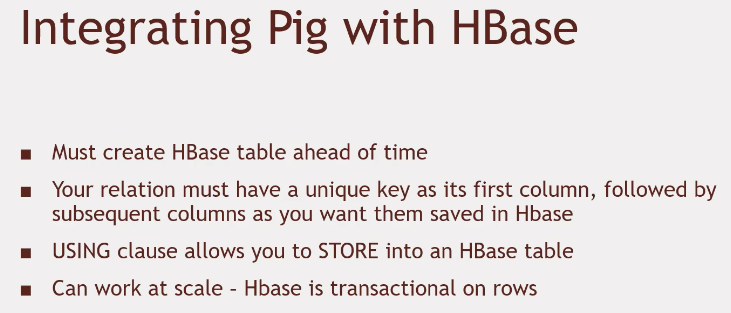 Integrating Pig with HBase
■ Must create HBase table ahead of time
■ Your relation must have a unique key as its first column, followed by
subsequent columns as you want them saved in Hbase
■ USING clause allows you to STORE into an HBase table
■ Can work at scale – Hbase is transactional on rows